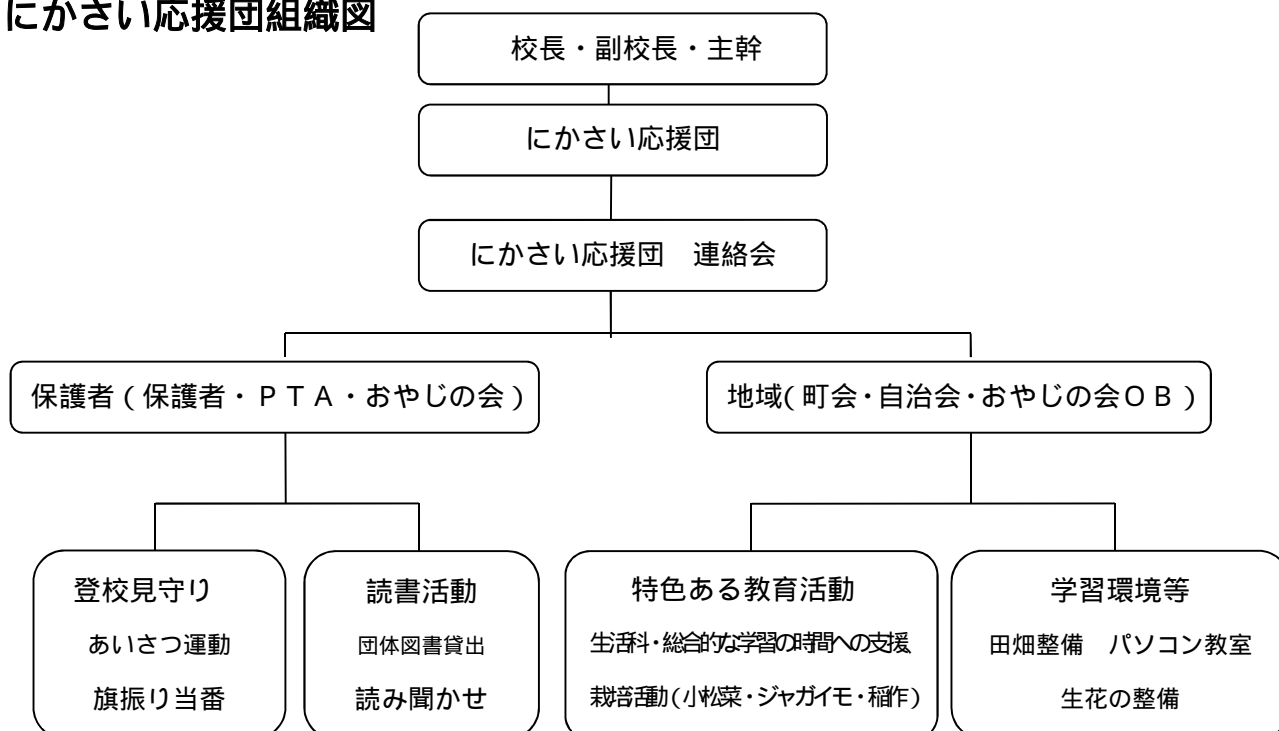 にかさい応援団組織図
校長・副校長・主幹
にかさい応援団
にかさい応援団　連絡会
保護者（保護者・ＰＴＡ・おやじの会）
地域（町会・自治会・おやじの会ＯＢ）
登校見守り
あいさつ運動
旗振り当番
読書活動
団体図書貸出
読み聞かせ
特色ある教育活動
生活科・総合的な学習の時間への支援
栽培活動（小松菜・ジャガイモ・稲作）
学習環境等
田畑整備　パソコン教室
生花の整備